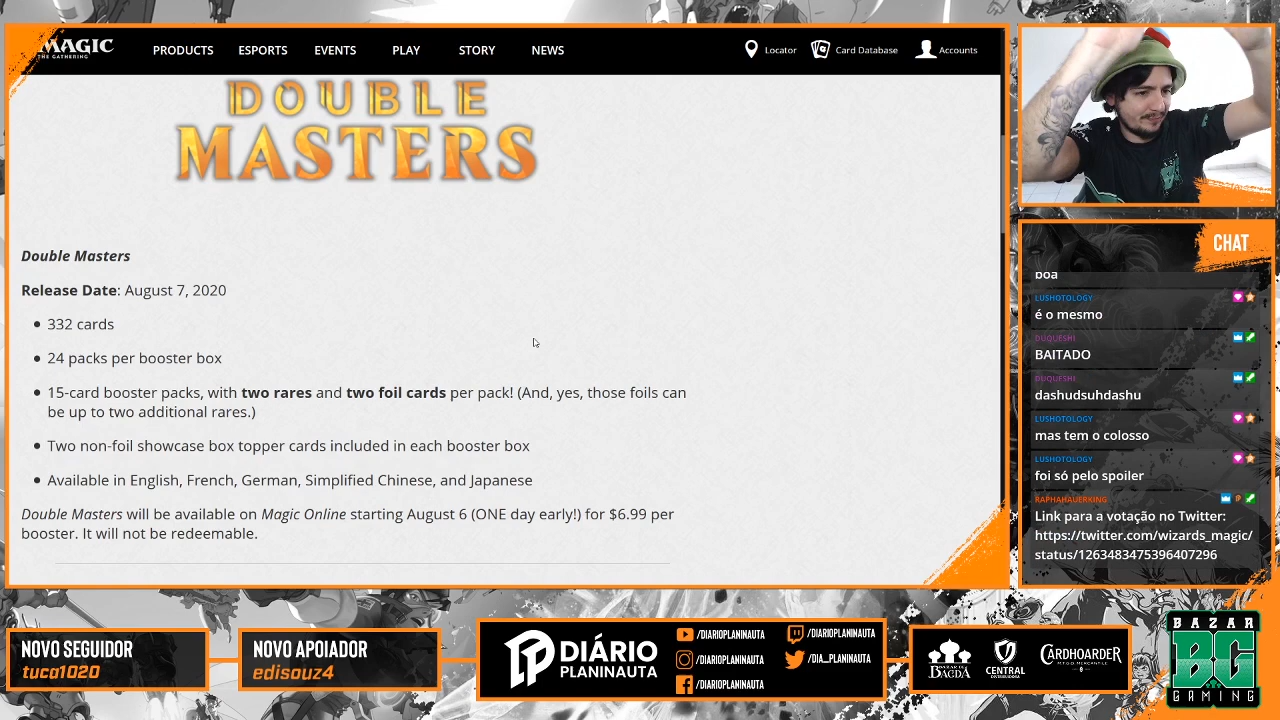 MAGIC
THE GATHERING
PRODUCTS ESPORTS EVENTS PLAY STORY NEWS
Locator Card Database Accounts
DOUBLE
MASTERS
Double Masters
Release Date: August 7, 2020
• 332 cards
• 24 packs per booster box
• 15-card booster packs, with two rares and two foil cards per pack! (And, yes, those foils can
be up to two additional rares.)
• Two non-foil showcase box topper cards included in each booster box
• Available in English, French, German, Simplified Chinese, and Japanese
Double Masters will be available on Magic Online starting August 6 (ONE day early!) for $6.99 per
booster. It will not be redeemable.
CHAT
boa
LUSHOTOLOGY
é o mesmo
DUQUESHI
BAITADO
DUQUESHI
dashudsuhdashu
LUSHOTOLOGY
mas tem o colosso
LUSHOTOLOGY
foi só pelo spoiler
RAPHAHAUERKING
Link para a votação no Twitter:
https://twitter.com/wizards_magic/
status/1263483475396407296
NOVO SEGUIDOR
tuca1020
NOVO APOIADOR
edisouz4
DIÁRIO
PLANINAUTA
/DIARIOPLANINAUTA
/DIARIOPLANINAUTA
/DIARIOPLANINAUTA
/DIARIOPLANINAUTA
/DIA_PLANINAUTA
BAZAR DE
BAGDÁ
CENTRAL
DISTRIBUIDORA
CARDHOARDER
BAZAR
BG
GAMING